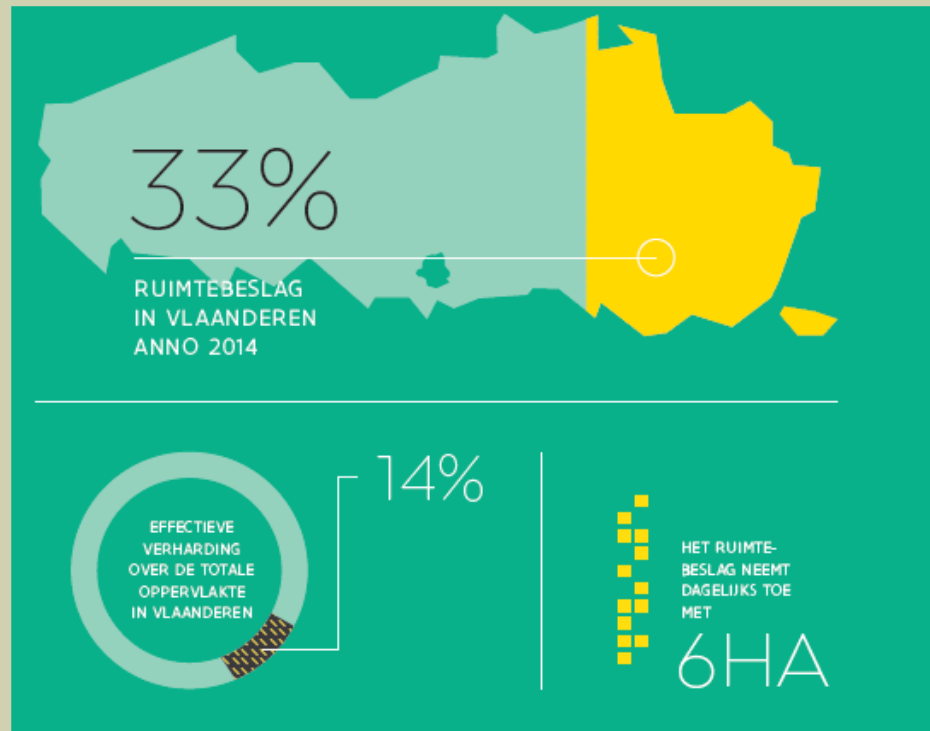 33%
RUIMTEBESLAG
IN VLAANDEREN
ANNO 2014
14%
EFFECTIEVE
VERHARDING
OVER DE TOTALE
OPPERVLAKTE
IN VLAANDEREN
HET RUIMTE-
BESLAG NEEMT
DAGELIJKS TOE
MET
6HA